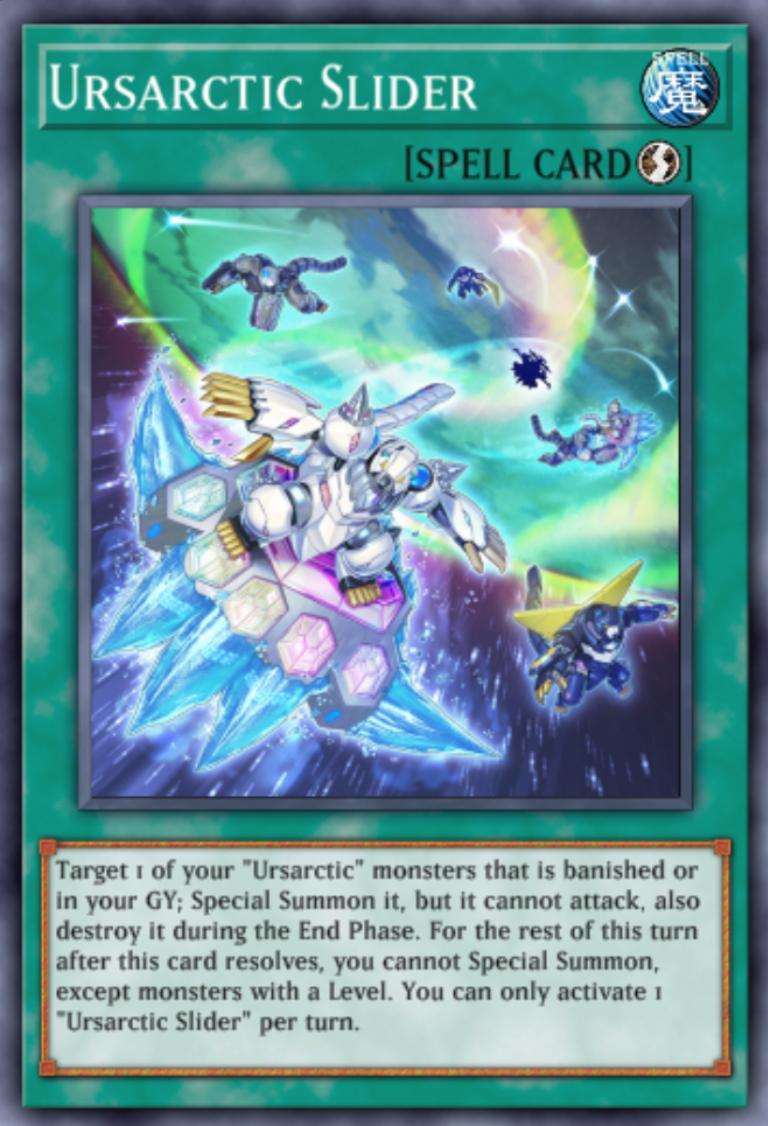 URSARCTIC SLIDER
SPELL
魔
[SPELL CARD]
Target 1 of your "Ursarctic" monsters that is banished or
in your GY; Special Summon it, but it cannot attack, also
destroy it during the End Phase. For the rest of this turn
after this card resolves, you cannot Special Summon,
except monsters with a Level. You can only activate 1
"Ursarctic Slider" per turn.